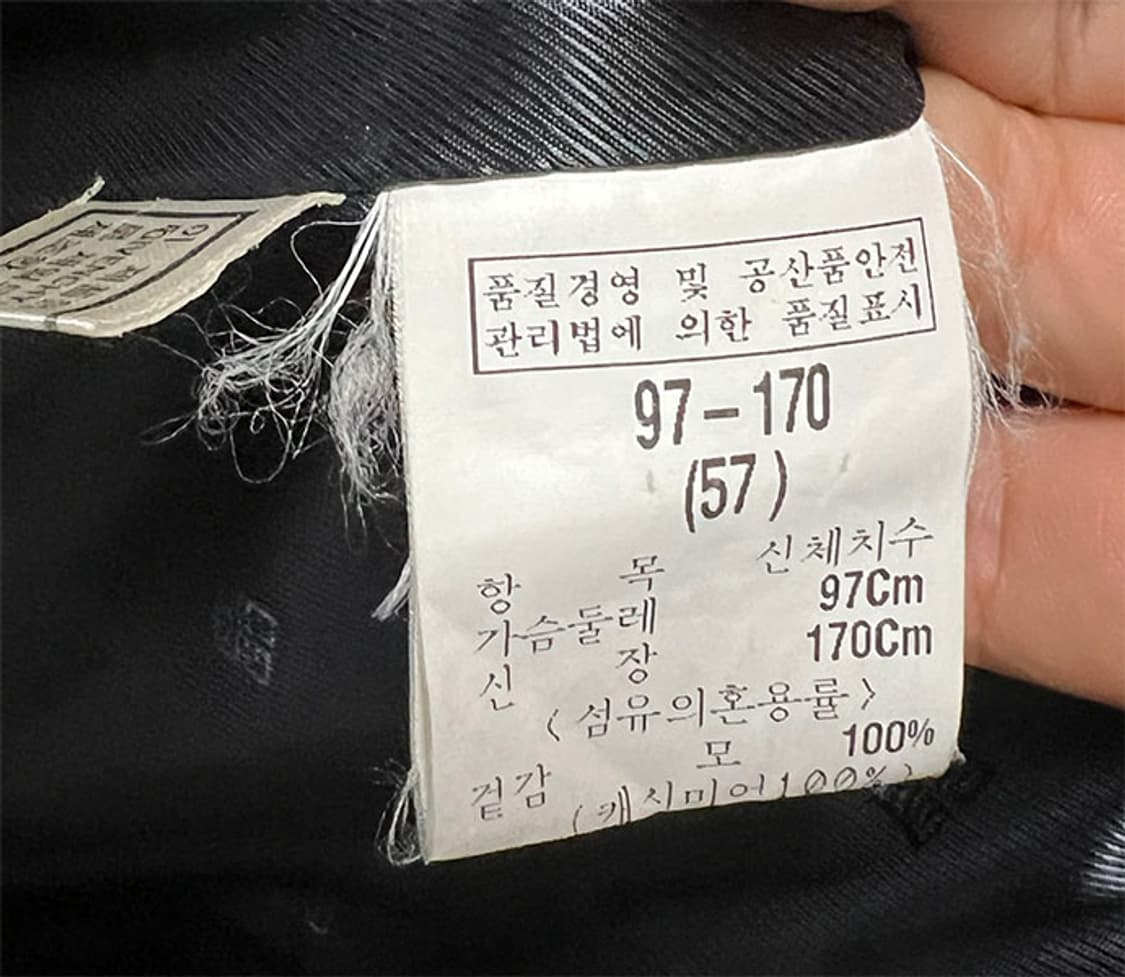 품질경영 및 공산품안전
관리법에 의한 품질표시
97-170
(57)
항 목 신체치수
가슴둘레 97Cm
신 장 170Cm
<섬유의혼용률>
겉감 모 100%
(캐시미어100%)